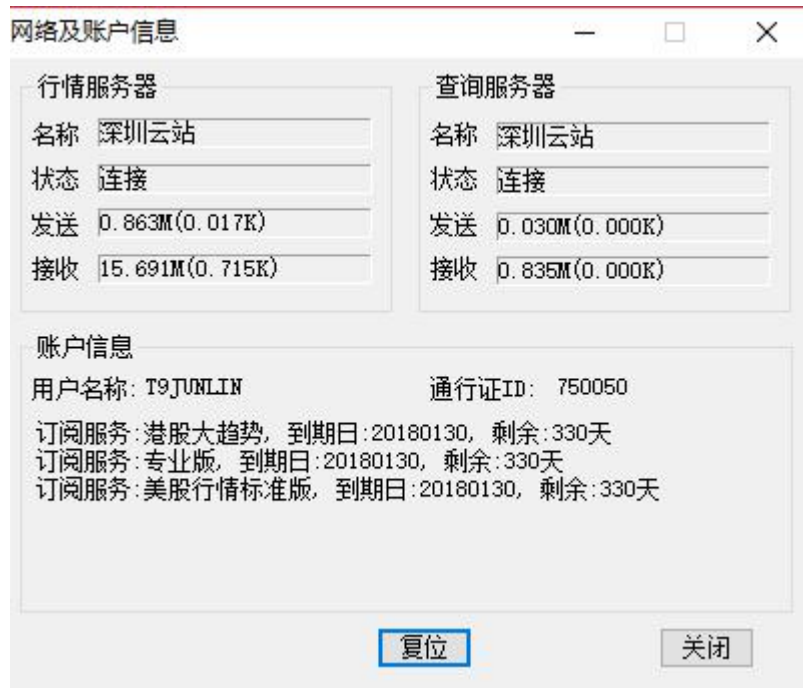 网络及账户信息
行情服务器
名称 深圳云站
状态 连接
发送 0.863M(0.017K)
接收 15.691M(0.715K)
查询服务器
名称 深圳云站
状态 连接
发送 0.030M(0.000K)
接收 0.835M(0.000K)
账户信息
用户名称: T9JUNLIN 通行证ID: 750050
订阅服务:港股大趋势, 到期日:20180130, 剩余:330天
订阅服务:专业版, 到期日:20180130, 剩余:330天
订阅服务:美股行情标准版, 到期日:20180130, 剩余:330天
复位 关闭